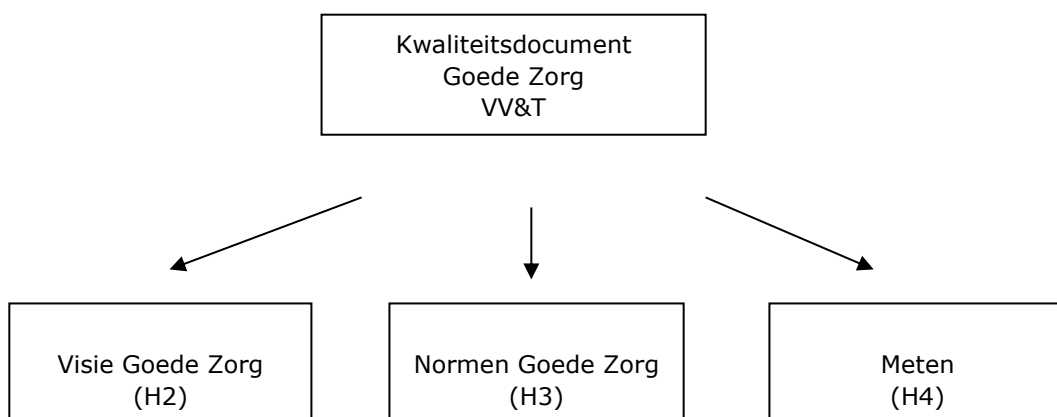 Kwaliteitsdocument
Goede Zorg
VV&T
Visie Goede Zorg
(H2)
Normen Goede Zorg
(H3)
Meten
(H4)